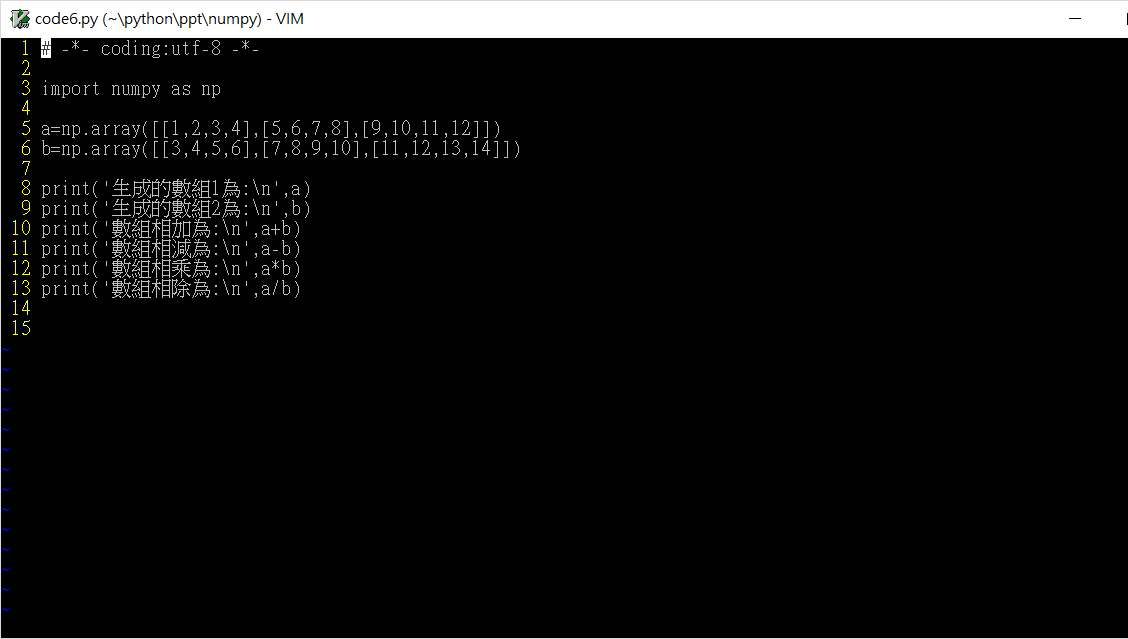 code6.py (~\python\ppt\numpy) - VIM
1 # -*- coding:utf-8 -*-
2
3 import numpy as np
4
5 a=np.array([[1,2,3,4],[5,6,7,8],[9,10,11,12]])
6 b=np.array([[3,4,5,6],[7,8,9,10],[11,12,13,14]])
7
8 print('生成的數組1為:\n',a)
9 print('生成的數組2為:\n',b)
10 print('數組相加為:\n',a+b)
11 print('數組相減為:\n',a-b)
12 print('數組相乘為:\n',a*b)
13 print('數組相除為:\n',a/b)
14
15
~
~
~
~
~
~
~
~
~
~
~
~
~
~